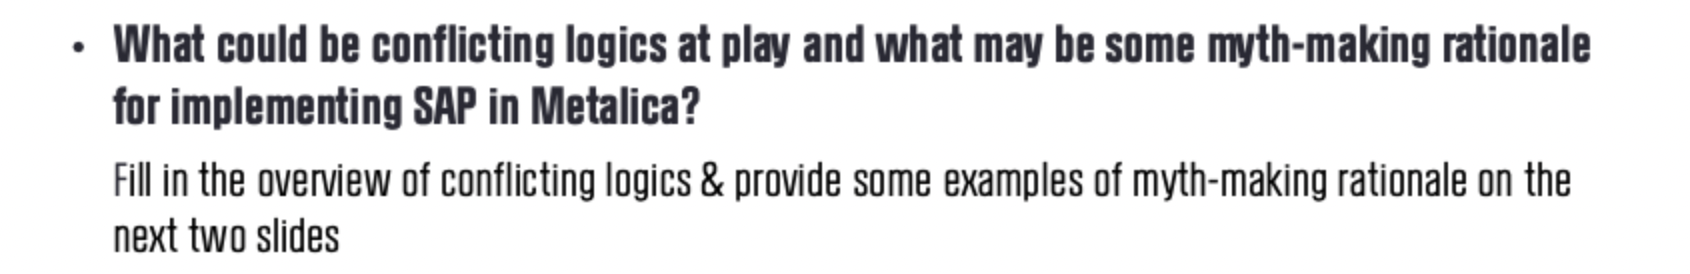 • What could be conflicting logics at play and what may be some myth-making rationale
for implementing SAP in Metalica?
Fill in the overview of conflicting logics & provide some examples of myth-making rationale on the
next two slides